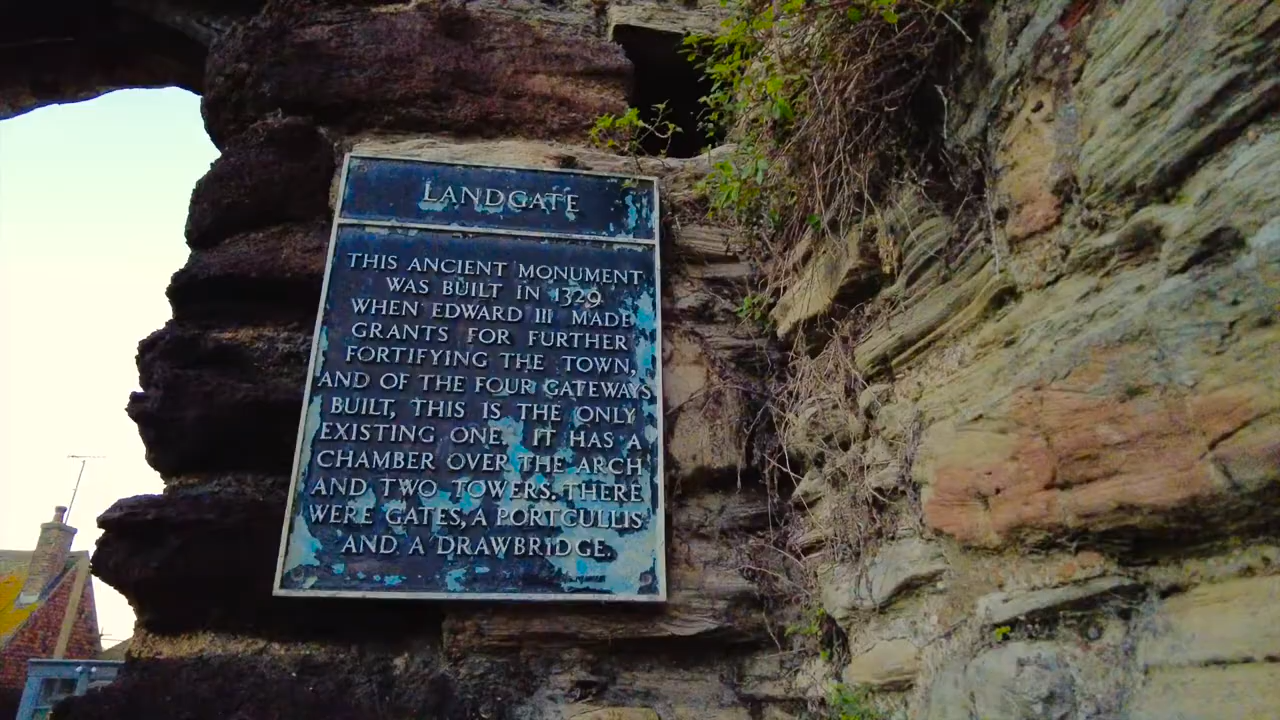 LANDGATE
THIS ANCIENT MONUMENT
WAS BUILT IN 1329
WHEN EDWARD III MADE
GRANTS FOR FURTHER
FORTIFYING THE TOWN,
AND OF THE FOUR GATEWAYS
BUILT, THIS IS THE ONLY
EXISTING ONE. IT HAS A
CHAMBER OVER THE ARCH
AND TWO TOWERS. THERE
WERE GATES, A PORTCULLIS
AND A DRAWBRIDGE.